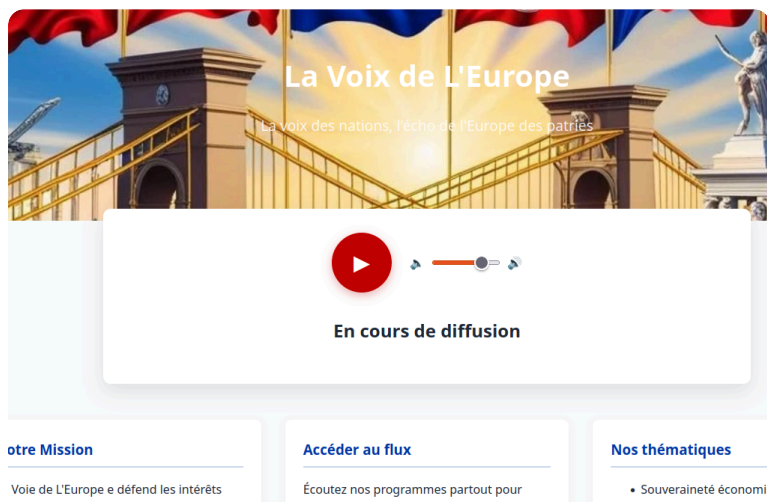 La Voix de L'Europe
La voix des nations, l'écho de l'Europe des patries
En cours de diffusion
otre Mission
Accéder au flux
Nos thématiques
Voie de L'Europe e défend les intérêts
Écoutez nos programmes partout pour
• Souveraineté économi